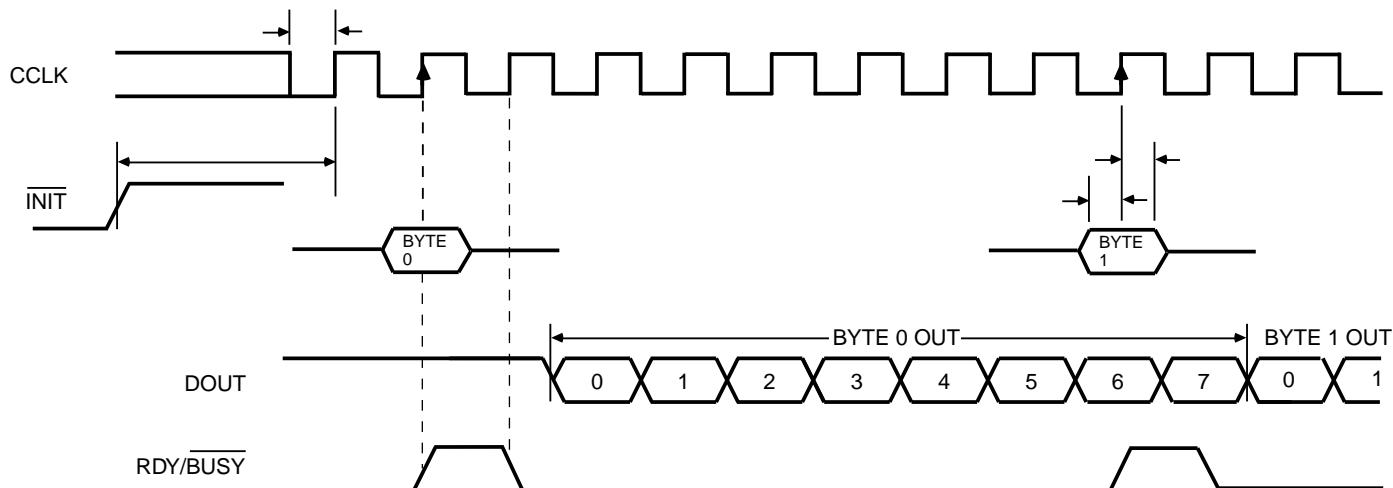 CCLK
INIT
BYTE
0
BYTE
1
BYTE 0 OUT
BYTE 1 OUT
DOUT
0 1 2 3 4 5 6 7 0 1
RDY/BUSY